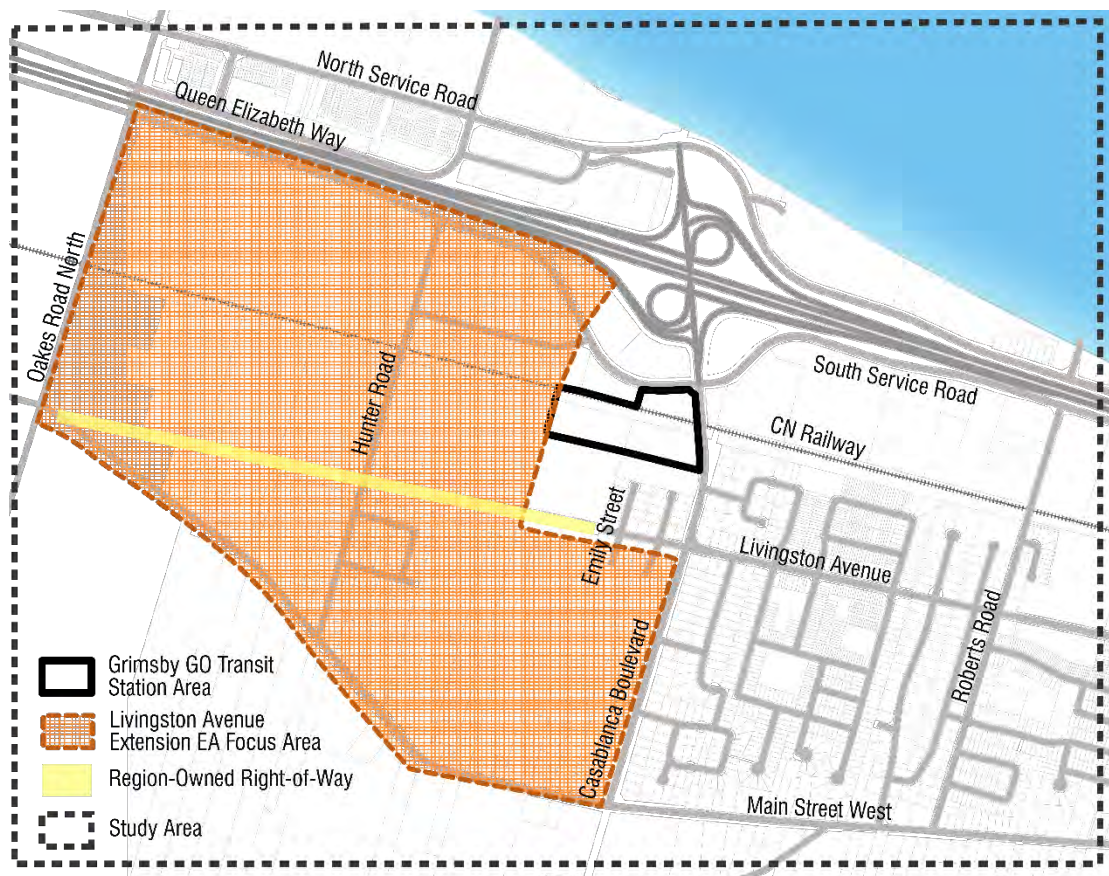 North Service Road
Queen Elizabeth Way
Oakes Road North
Hunter Road
South Service Road
CN Railway
Emily Street
Livingston Avenue
Roberts Road
Casablanca Boulevard
Main Street West
Grimsby GO Transit
Station Area
Livingston Avenue
Extension EA Focus Area
Region-Owned Right-of-Way
Study Area